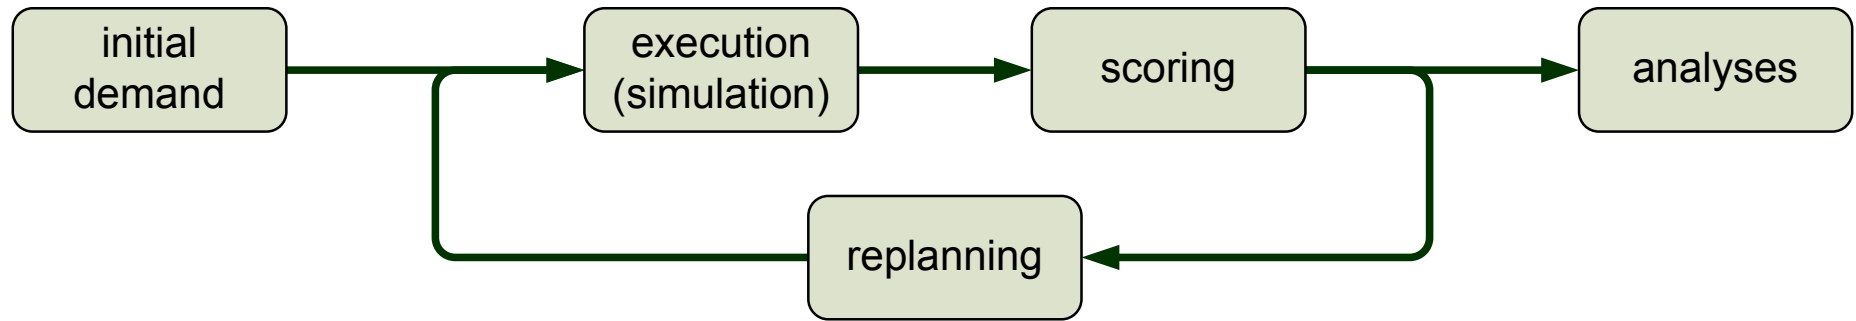 initial
demand
execution
(simulation)
scoring
analyses
replanning